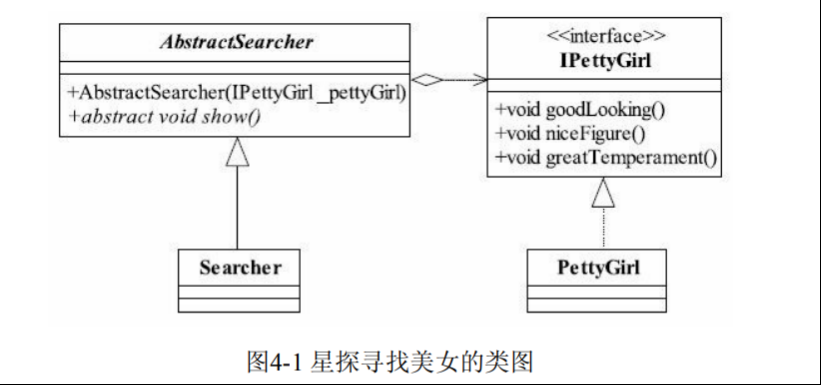 AbstractSearcher
+AbstractSearcher(IPettyGirl _pettyGirl)
+abstract void show()
<<interface>>
IPettyGirl
+void goodLooking()
+void niceFigure()
+void greatTemperament()
Searcher
PettyGirl
图4-1 星探寻找美女的类图